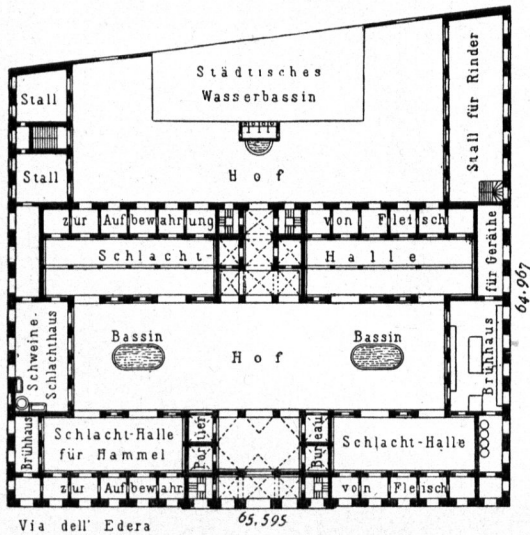 Städtisches
Wasserbassin
Stall
Stall für Rinder
Stall
Hof
zur Aufbewahrung von Fleisch
Schlacht- Halle
für Geräthe
64.967
Bassin
Bassin
Hof
Schweine-
Schlachthaus
Brühhaus
Brühhaus
Schlacht-Halle
für Hammel
Portier
Bureau
Schlacht-Halle
zur Aufbewahr. von Fleisch
Via dell' Edera
65.595